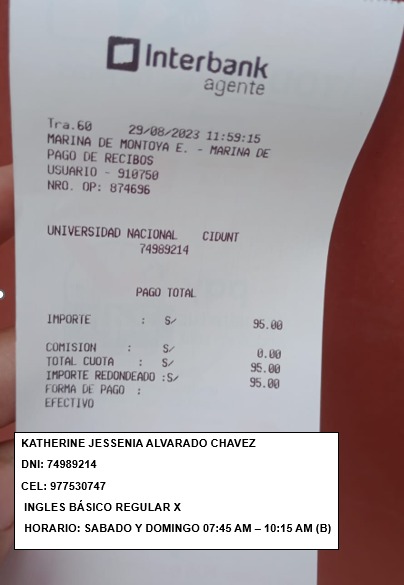 Interbank
agente
Tra.60 29/08/2023 11:59:15
MARINA DE MONTOYA E. - MARINA DE
PAGO DE RECIBOS
USUARIO - 910750
NRO. OP: 874696
UNIVERSIDAD NACIONAL CIDUNT
74989214
PAGO TOTAL
IMPORTE : S/ 95.00
COMISION : S/ 0.00
TOTAL CUOTA : S/ 95.00
IMPORTE REDONDEADO :S/ 95.00
FORMA DE PAGO :
EFECTIVO
KATHERINE JESSENIA ALVARADO CHAVEZ
DNI: 74989214
CEL: 977530747
INGLES BÁSICO REGULAR X
HORARIO: SABADO Y DOMINGO 07:45 AM – 10:15 AM (B)